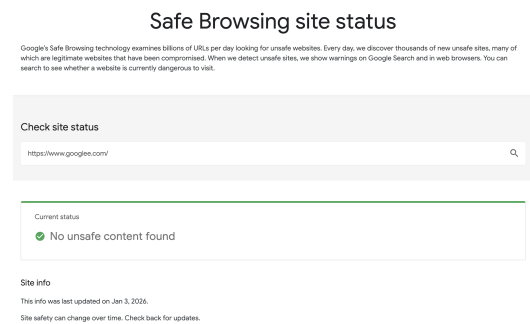 Safe Browsing site status
Google's Safe Browsing technology examines billions of URLs per day looking for unsafe websites. Every day, we discover thousands of new unsafe sites, many of
which are legitimate websites that have been compromised. When we detect unsafe sites, we show warnings on Google Search and in web browsers. You can
search to see whether a website is currently dangerous to visit.
Check site status
https://www.googlee.com/
Current status
No unsafe content found
Site info
This info was last updated on Jan 3, 2026.
Site safety can change over time. Check back for updates.